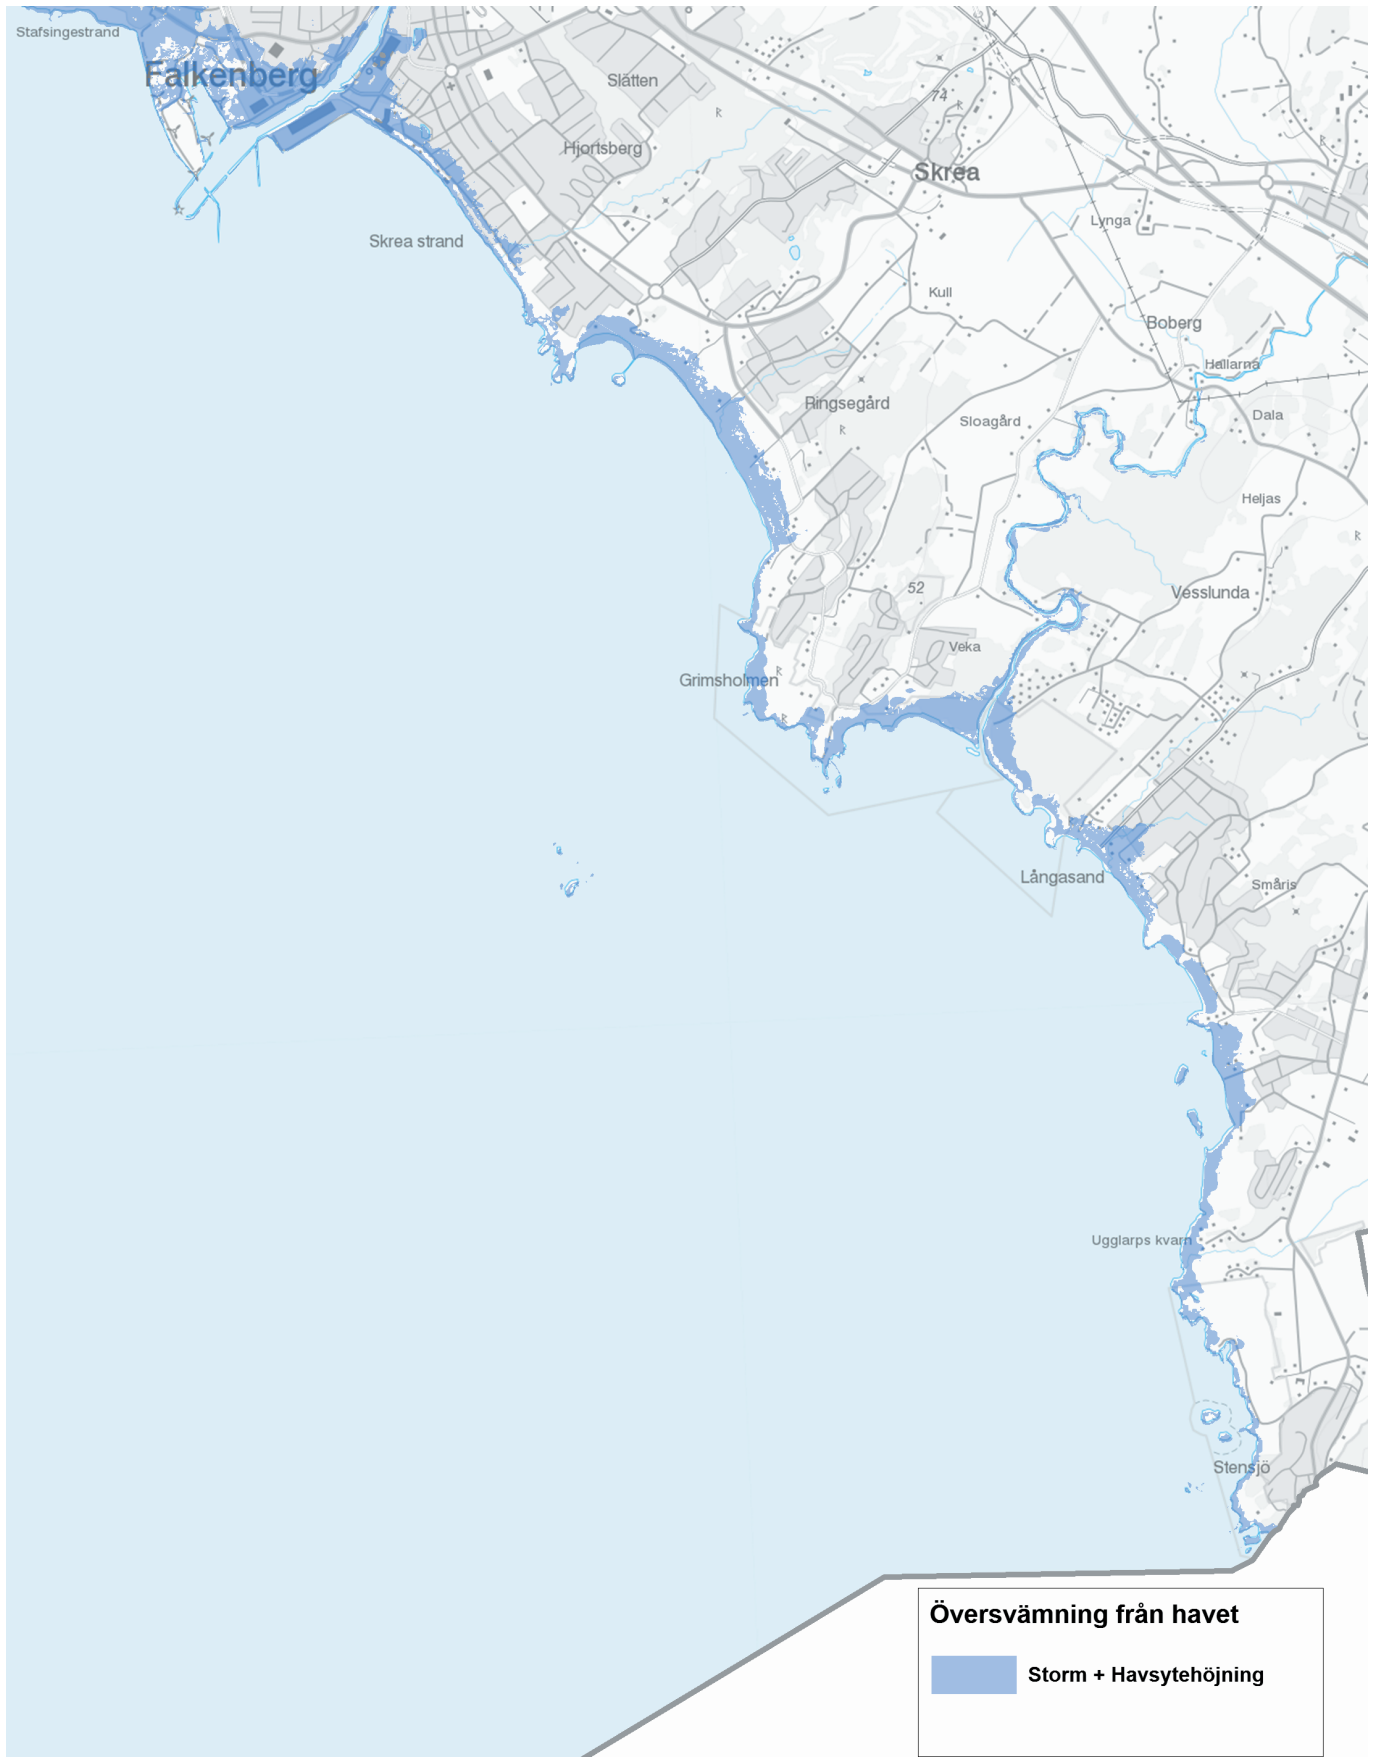 Stafsingestrand
Falkenberg
Slätten
74
Hjortsberg
Skrea
Lynga
Skrea strand
Kull
Boberg
Hallarna
Ringsegård
Sloagård
Dala
Heljas
52
Vesslunda
Veka
Grimsholmen
Långasand
Småris
Ugglarps kvarn
Stensjö
Översvämning från havet
Storm + Havsytehöjning